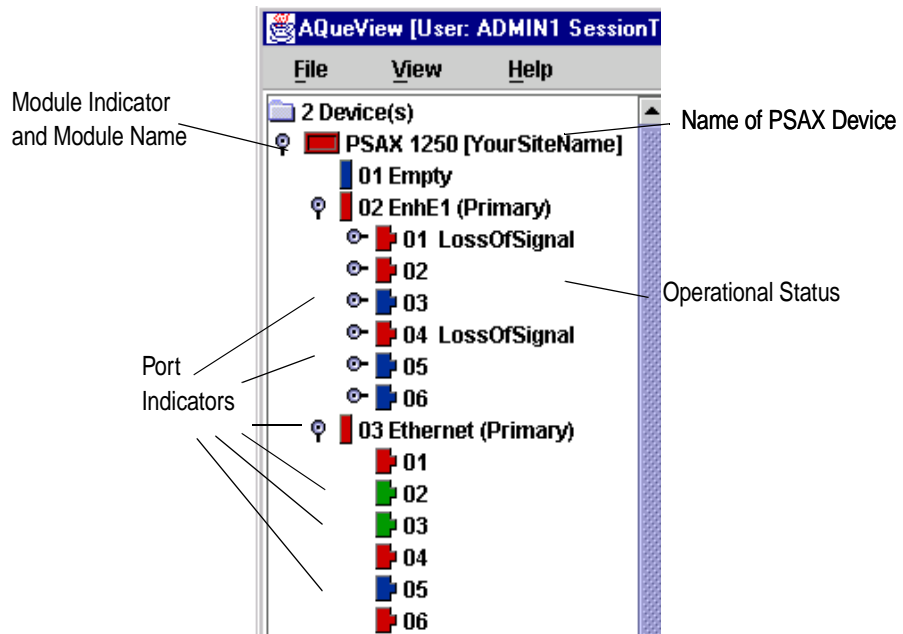 AQueView [User: ADMIN1 SessionT
File View Help
Module Indicator
and Module Name
2 Device(s)
Name of PSAX Device
PSAX 1250 [YourSiteName]
01 Empty
02 EnhE1 (Primary)
01 LossOfSignal
02
Operational Status
03
04 LossOfSignal
Port
Indicators
05
06
03 Ethernet (Primary)
01
02
03
04
05
06